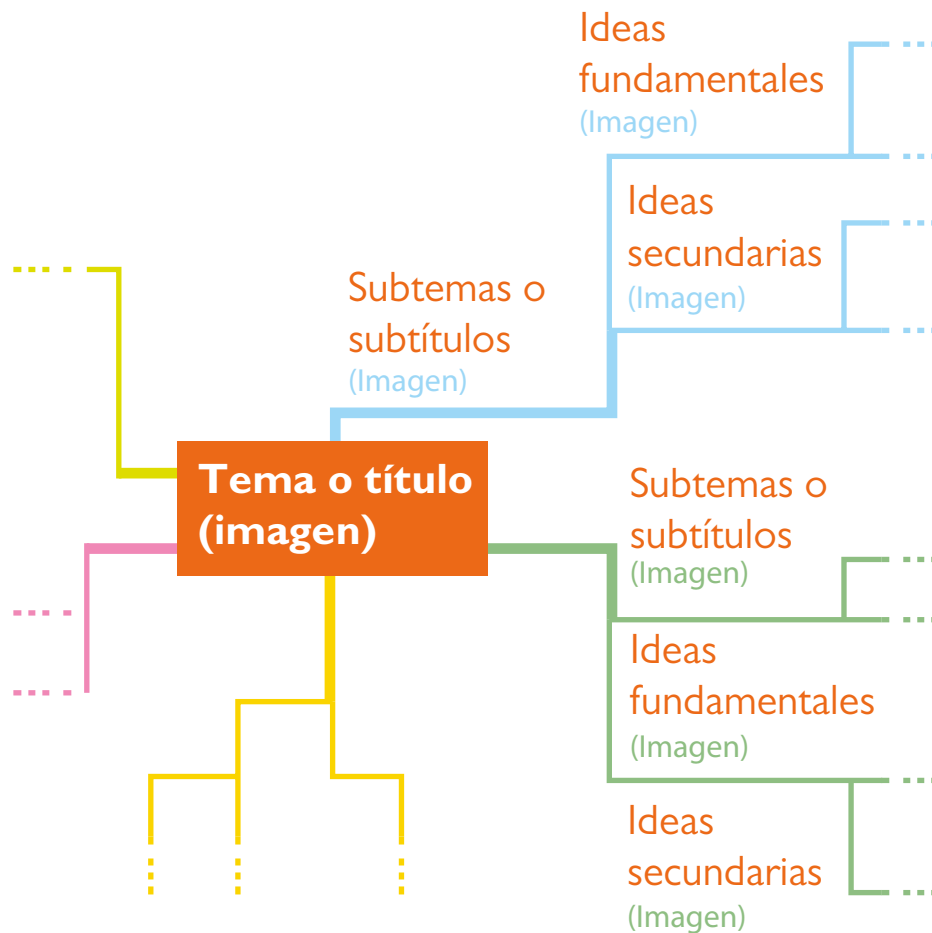 Ideas
fundamentales
(Imagen)
Ideas
secundarias
(Imagen)
Subtemas o
subtítulos
(Imagen)
Tema o título
(imagen)
Subtemas o
subtítulos
(Imagen)
Ideas
fundamentales
(Imagen)
Ideas
secundarias
(Imagen)